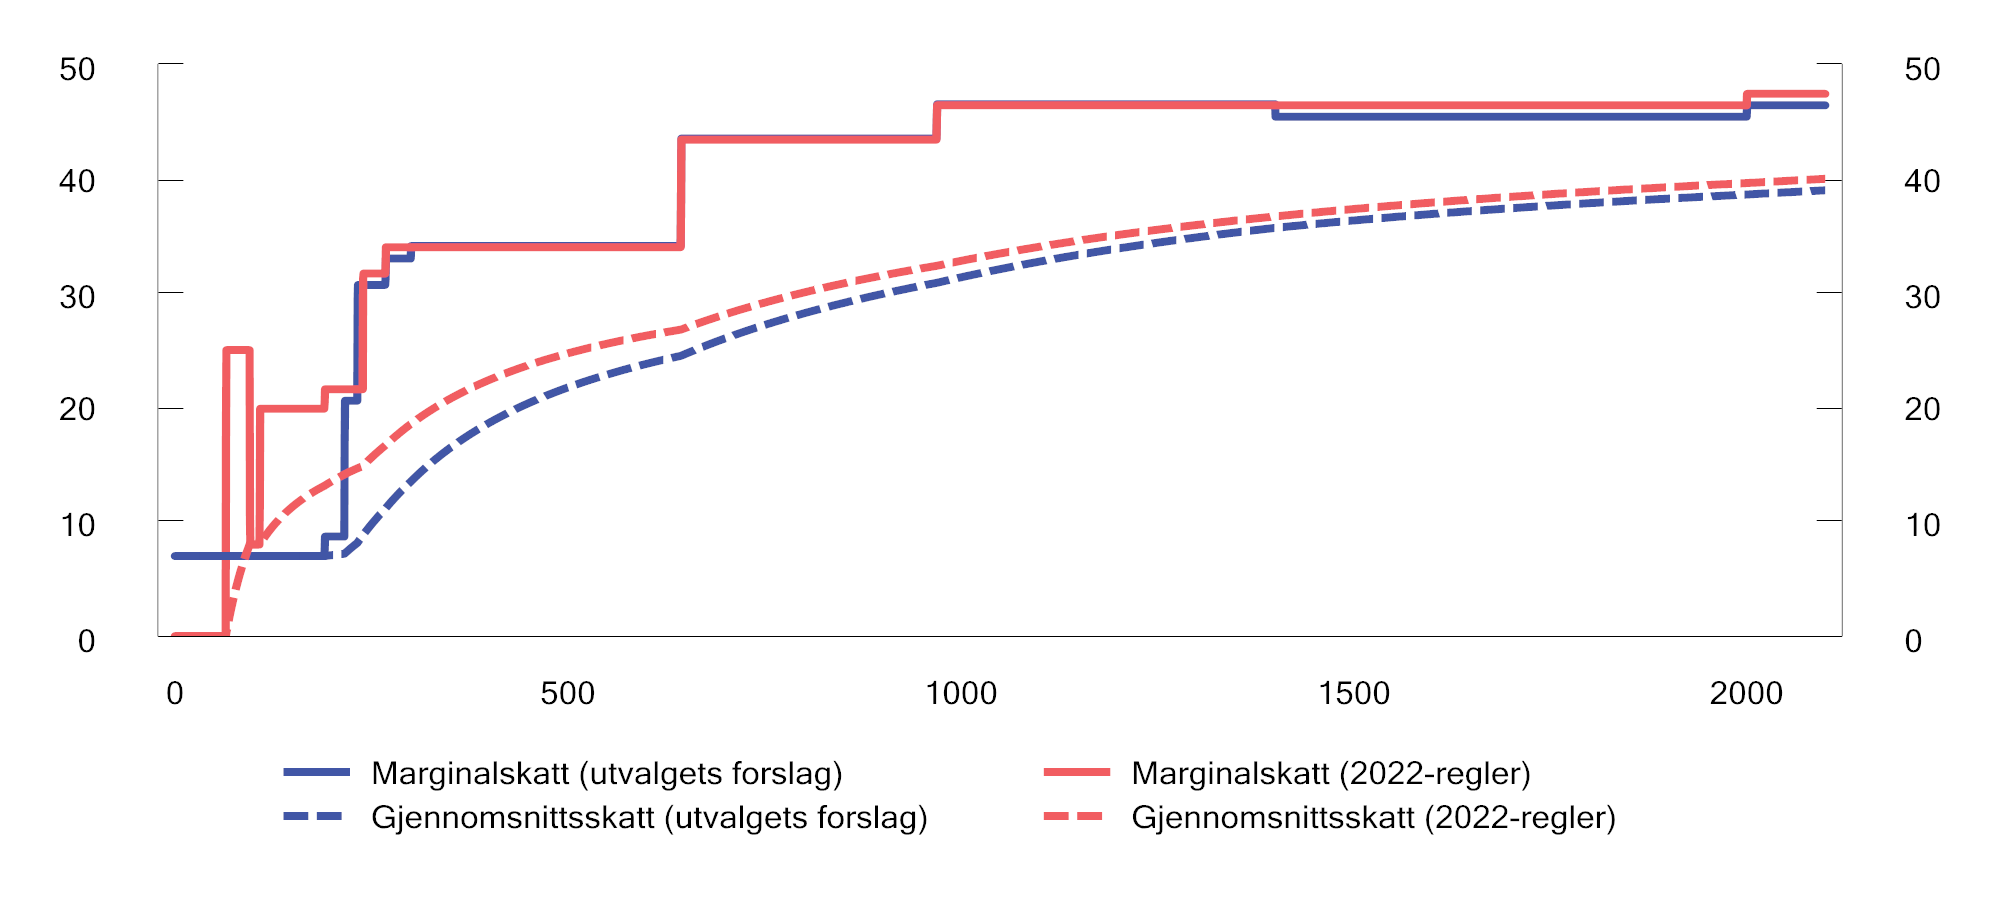 50 50
40 40
30 30
20 20
10 10
0 0
0 500 1000 1500 2000
Marginalskatt (utvalgets forslag) Marginalskatt (2022-regler)
Gjennomsnittsskatt (utvalgets forslag) Gjennomsnittsskatt (2022-regler)